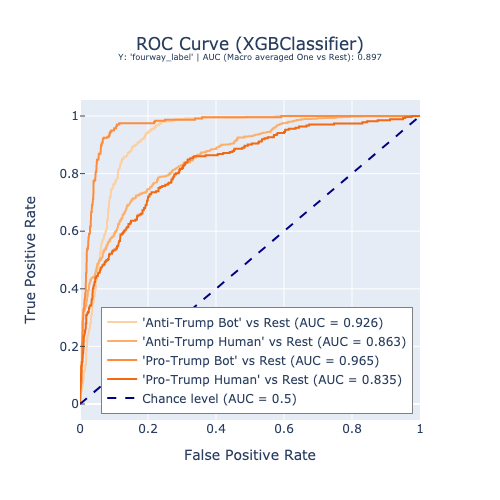 ROC Curve (XGBClassifier)
Y: 'fourway_label' | AUC (Macro averaged One vs Rest): 0.897
True Positive Rate
1
0.8
0.6
0.4
0.2
0
'Anti-Trump Bot' vs Rest (AUC = 0.926)
'Anti-Trump Human' vs Rest (AUC = 0.863)
'Pro-Trump Bot' vs Rest (AUC = 0.965)
'Pro-Trump Human' vs Rest (AUC = 0.835)
Chance level (AUC = 0.5)
0 0.2 0.4 0.6 0.8 1
False Positive Rate